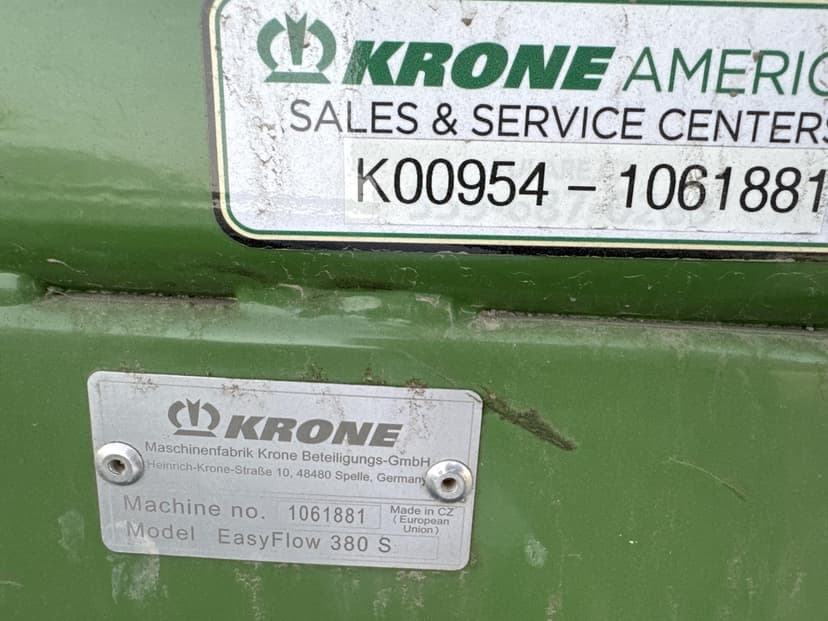 KRONE AMERIC
SALES & SERVICE CENTERS
K00954 - 1061881
KRONE
Maschinenfabrik Krone Beteiligungs-GmbH
Heinrich-Krone-Straße 10, 48480 Spelle, Germany
Machine no. 1061881
Made in CZ
(European
Union)
Model EasyFlow 380 S